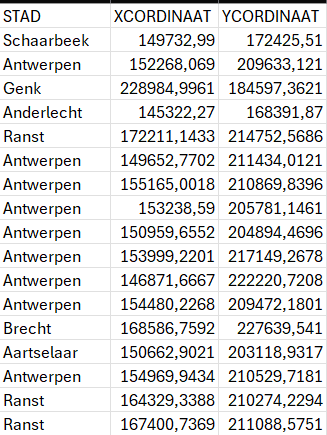 STAD XCORDINAAT YCORDINAAT
Schaarbeek 149732,99 172425,51
Antwerpen 152268,069 209633,121
Genk 228984,9961 184597,3621
Anderlecht 145322,27 168391,87
Ranst 172211,1433 214752,5686
Antwerpen 149652,7702 211434,0121
Antwerpen 155165,0018 210869,8396
Antwerpen 153238,59 205781,1461
Antwerpen 150959,6552 204894,4696
Antwerpen 153999,2201 217149,2678
Antwerpen 146871,6667 222220,7208
Antwerpen 154480,2268 209472,1801
Brecht 168586,7592 227639,541
Aartselaar 150662,9021 203118,9317
Antwerpen 154969,9434 210529,7181
Ranst 164329,3388 210274,2294
Ranst 167400,7369 211088,5751